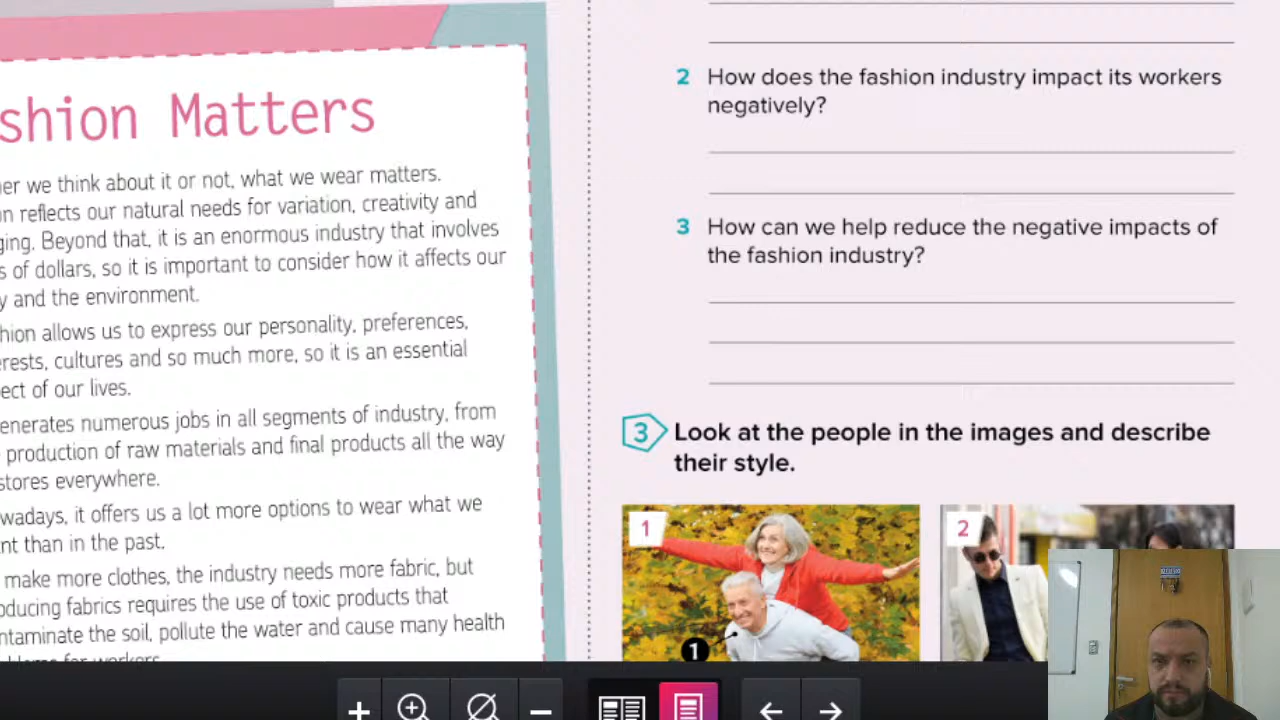 shion Matters
er we think about it or not, what we wear matters.
on reflects our natural needs for variation, creativity and
ging. Beyond that, it is an enormous industry that involves
s of dollars, so it is important to consider how it affects our
y and the environment.
hion allows us to express our personality, preferences,
erests, cultures and so much more, so it is an essential
ect of our lives.
enerates numerous jobs in all segments of industry, from
production of raw materials and final products all the way
stores everywhere.
wadays, it offers us a lot more options to wear what we
nt than in the past.
make more clothes, the industry needs more fabric, but
oducing fabrics requires the use of toxic products that
ntaminate the soil, pollute the water and cause many health
for workers
2 How does the fashion industry impact its workers
negatively?
3 How can we help reduce the negative impacts of
the fashion industry?
3 Look at the people in the images and describe
their style.
1
2
1